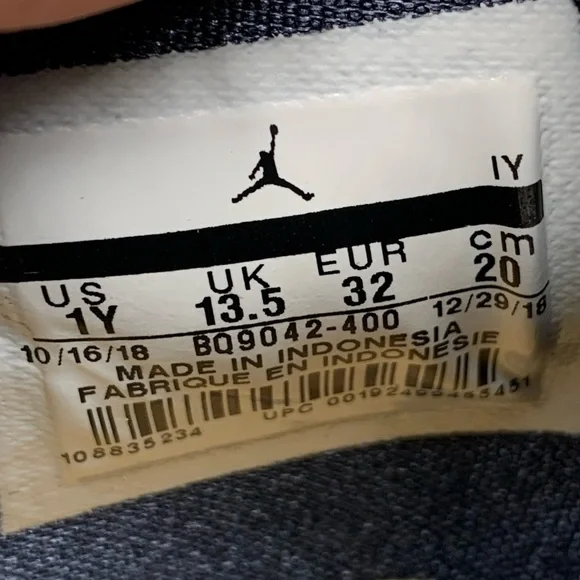 IY
US UK EUR cm
1Y 13.5 32 20
10/16/18 BQ9042-400 12/29/18
MADE IN INDONESIA
FABRIQUE EN INDONESIE
108835234
UPC